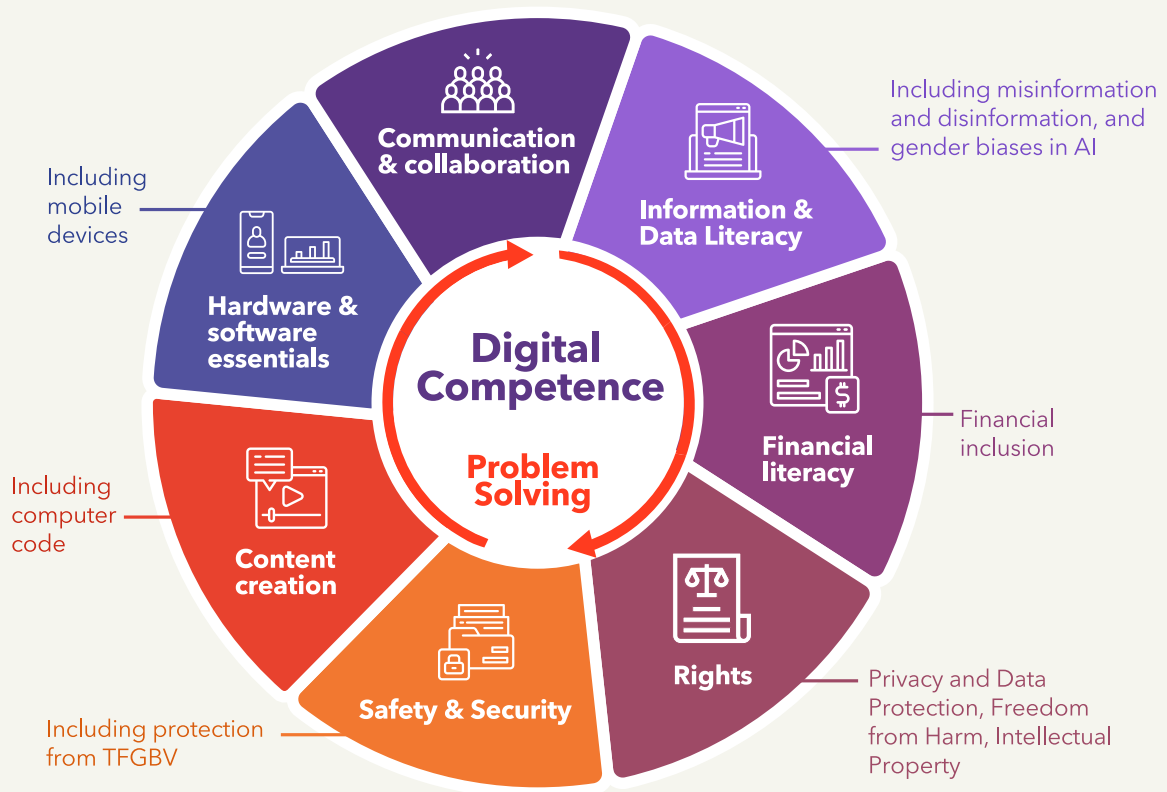 Communication
& collaboration
Including misinformation
and disinformation, and
gender biases in AI
Information &
Data Literacy
Including
mobile
devices
Hardware &
software
essentials
Digital
Competence
Problem
Solving
Financial
literacy
Financial
inclusion
Including
computer
code
Content
creation
Rights
Privacy and Data
Protection, Freedom
from Harm, Intellectual
Property
Safety & Security
Including protection
from TFGBV
$